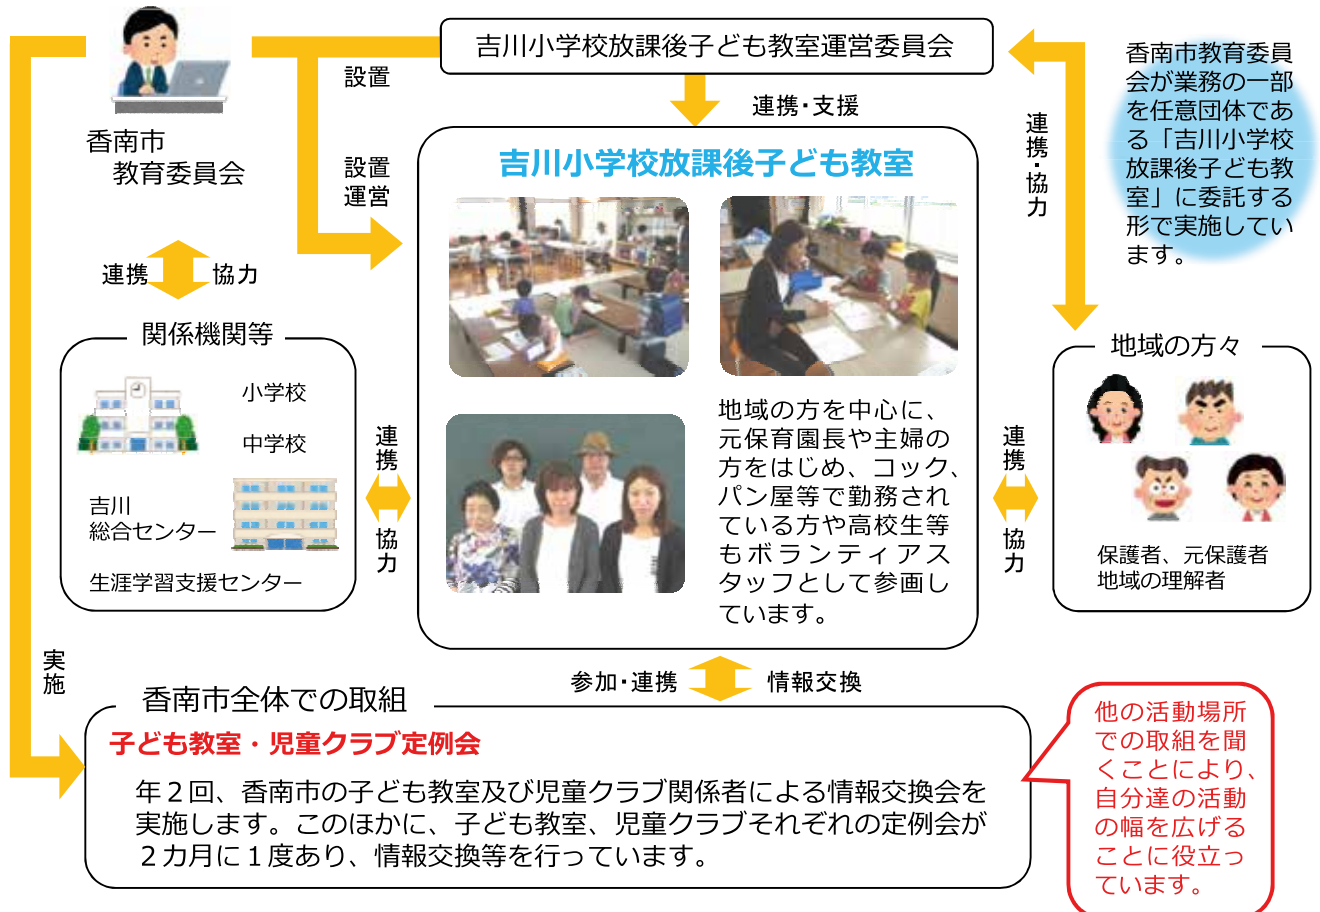 吉川小学校放課後子ども教室運営委員会
設置
連携・支援
香南市
教育委員会
設置
運営
吉川小学校放課後子ども教室
連携・協力
香南市教育委員
会が業務の一部
を任意団体であ
る「吉川小学校
放課後子ども教
室」に委託する
形で実施してい
ます。
連携
協力
関係機関等
小学校
中学校
吉川
総合センター
生涯学習支援センター
連携
協力
地域の方を中心に、
元保育園長や主婦の
方をはじめ、コック、
パン屋等で勤務され
ている方や高校生等
もボランティアス
タッフとして参画し
ています。
連携
協力
地域の方々
保護者、元保護者
地域の理解者
実施
参加・連携
情報交換
香南市全体での取組
子ども教室・児童クラブ定例会
年２回、香南市の子ども教室及び児童クラブ関係者による情報交換会を
実施します。このほかに、子ども教室、児童クラブそれぞれの定例会が
２カ月に１度あり、情報交換等を行っています。
他の活動場所
での取組を聞
くことにより、
自分達の活動
の幅を広げる
ことに役立っ
ています。